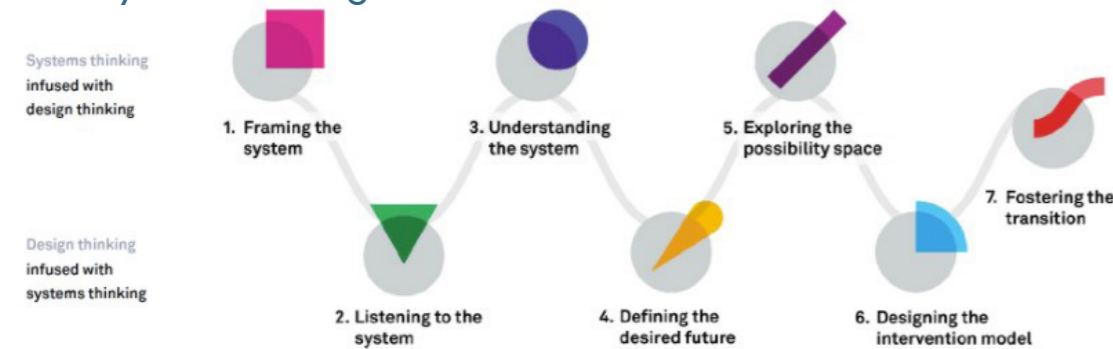 Systems thinking
infused with
design thinking
1. Framing the
system
3. Understanding
the system
5. Exploring the
possibility space
7. Fostering the
transition
Design thinking
infused with
systems thinking
2. Listening to the
system
4. Defining the
desired future
6. Designing the
intervention model